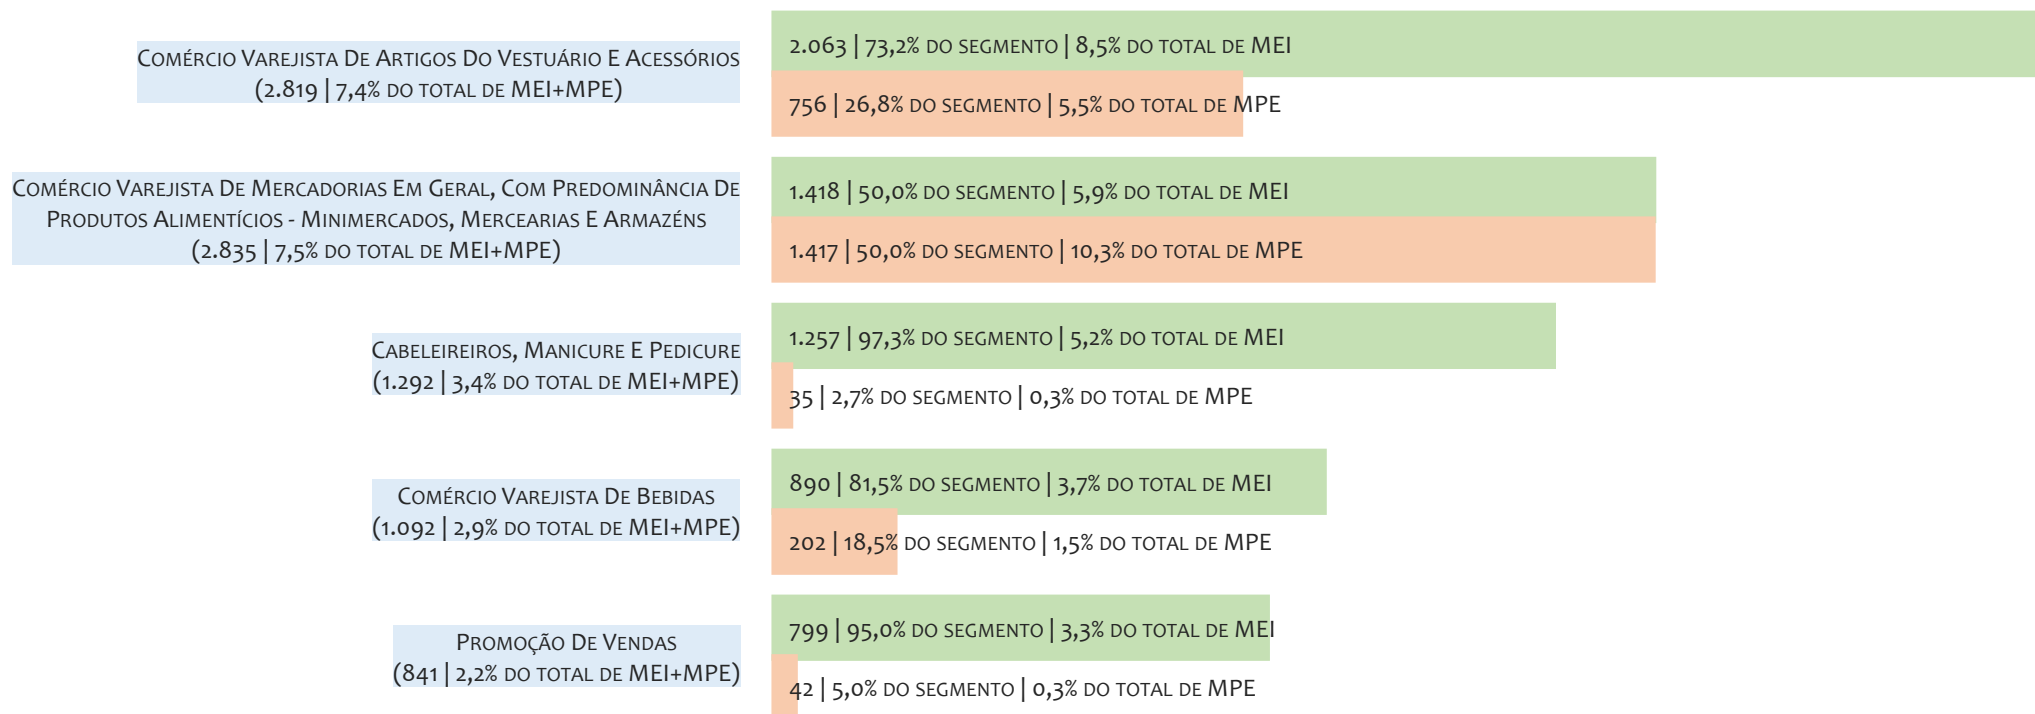 Comércio Varejista De Artigos Do Vestuário E Acessórios
(2.819 | 7,4% do total de MEI+MPE)
2.063 | 73,2% do segmento | 8,5% do total de MEI
756 | 26,8% do segmento | 5,5% do total de MPE
Comércio Varejista De Mercadorias Em Geral, Com Predominância De
Produtos Alimentícios - Minimercados, Mercearias E Armazéns
(2.835 | 7,5% do total de MEI+MPE)
1.418 | 50,0% do segmento | 5,9% do total de MEI
1.417 | 50,0% do segmento | 10,3% do total de MPE
Cabeleireiros, Manicure E Pedicure
(1.292 | 3,4% do total de MEI+MPE)
1.257 | 97,3% do segmento | 5,2% do total de MEI
35 | 2,7% do segmento | 0,3% do total de MPE
Comércio Varejista De Bebidas
(1.092 | 2,9% do total de MEI+MPE)
890 | 81,5% do segmento | 3,7% do total de MEI
202 | 18,5% do segmento | 1,5% do total de MPE
Promoção De Vendas
(841 | 2,2% do total de MEI+MPE)
799 | 95,0% do segmento | 3,3% do total de MEI
42 | 5,0% do segmento | 0,3% do total de MPE